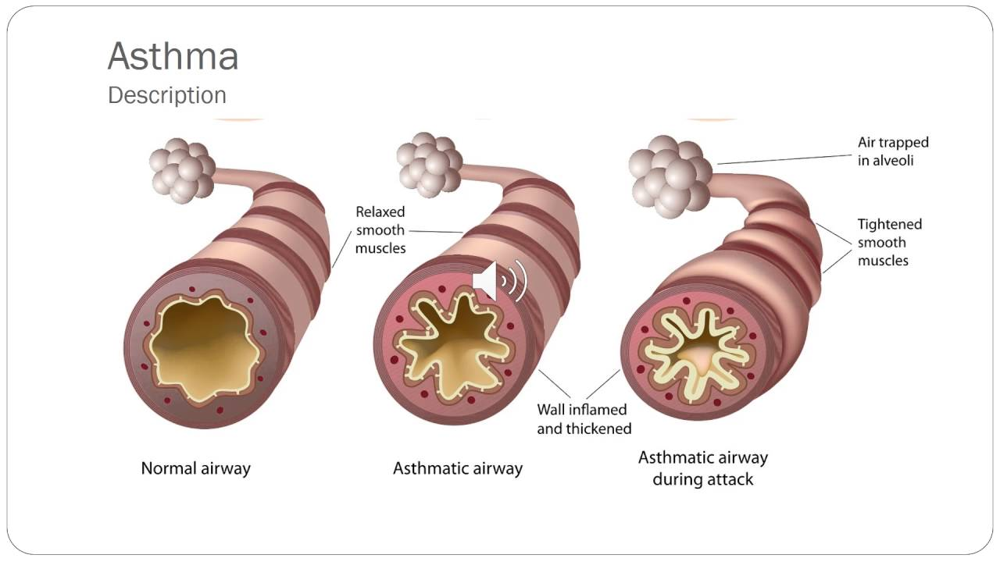 Asthma
Description
Air trapped
in alveoli
Relaxed
smooth
muscles
Tightened
smooth
muscles
Wall inflamed
and thickened
Normal airway
Asthmatic airway
Asthmatic airway
during attack